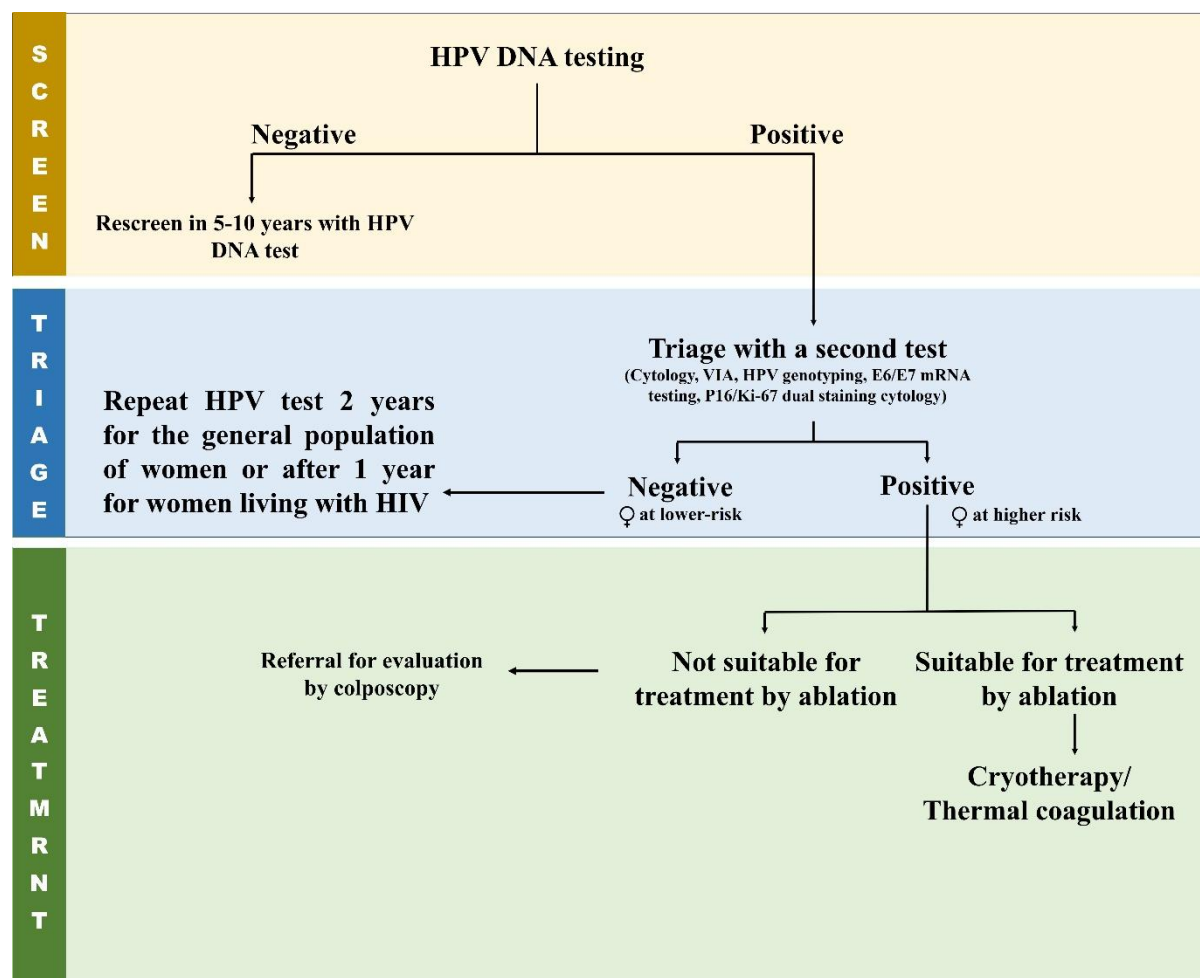 SCREEN
HPV DNA testing
Negative
Positive
Rescreen in 5-10 years with HPV
DNA test
TRIAGE
Triage with a second test
(Cytology, VIA, HPV genotyping, E6/E7 mRNA
testing, P16/Ki-67 dual staining cytology)
Repeat HPV test 2 years
for the general population
of women or after 1 year
for women living with HIV
Negative
♀ at lower-risk
Positive
♀ at higher risk
TREATMRNT
Referral for evaluation
by colposcopy
Not suitable for
treatment by ablation
Suitable for treatment
by ablation
Cryotherapy/
Thermal coagulation